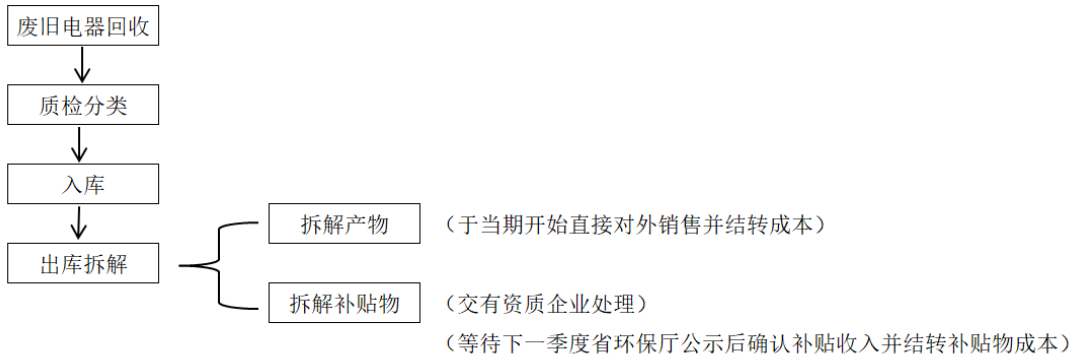 废旧电器回收
质检分类
入库
出库拆解
拆解产物
（于当期开始直接对外销售并结转成本）
拆解补贴物
（交有资质企业处理）
（等待下一季度省环保厅公示后确认补贴收入并结转补贴物成本）